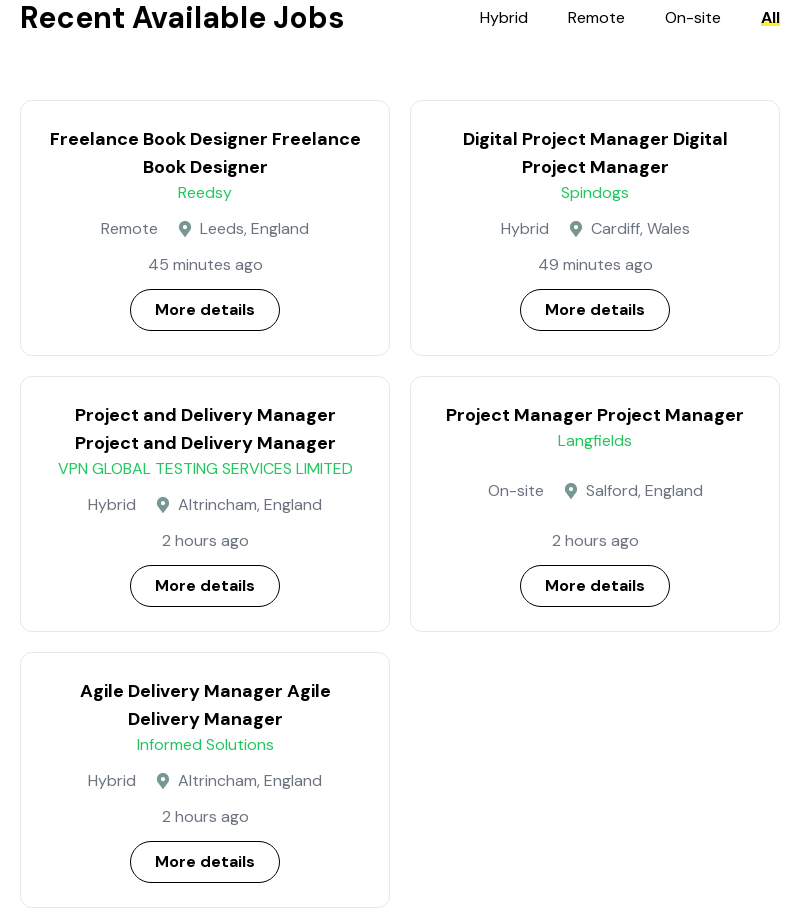 Recent Available Jobs
Hybrid Remote On-site All
Freelance Book Designer Freelance
Book Designer
Reedsy
Remote Leeds, England
45 minutes ago
More details
Digital Project Manager Digital
Project Manager
Spindogs
Hybrid Cardiff, Wales
49 minutes ago
More details
Project and Delivery Manager
Project and Delivery Manager
VPN GLOBAL TESTING SERVICES LIMITED
Hybrid Altrincham, England
2 hours ago
More details
Project Manager Project Manager
Langfields
On-site Salford, England
2 hours ago
More details
Agile Delivery Manager Agile
Delivery Manager
Informed Solutions
Hybrid Altrincham, England
2 hours ago
More details